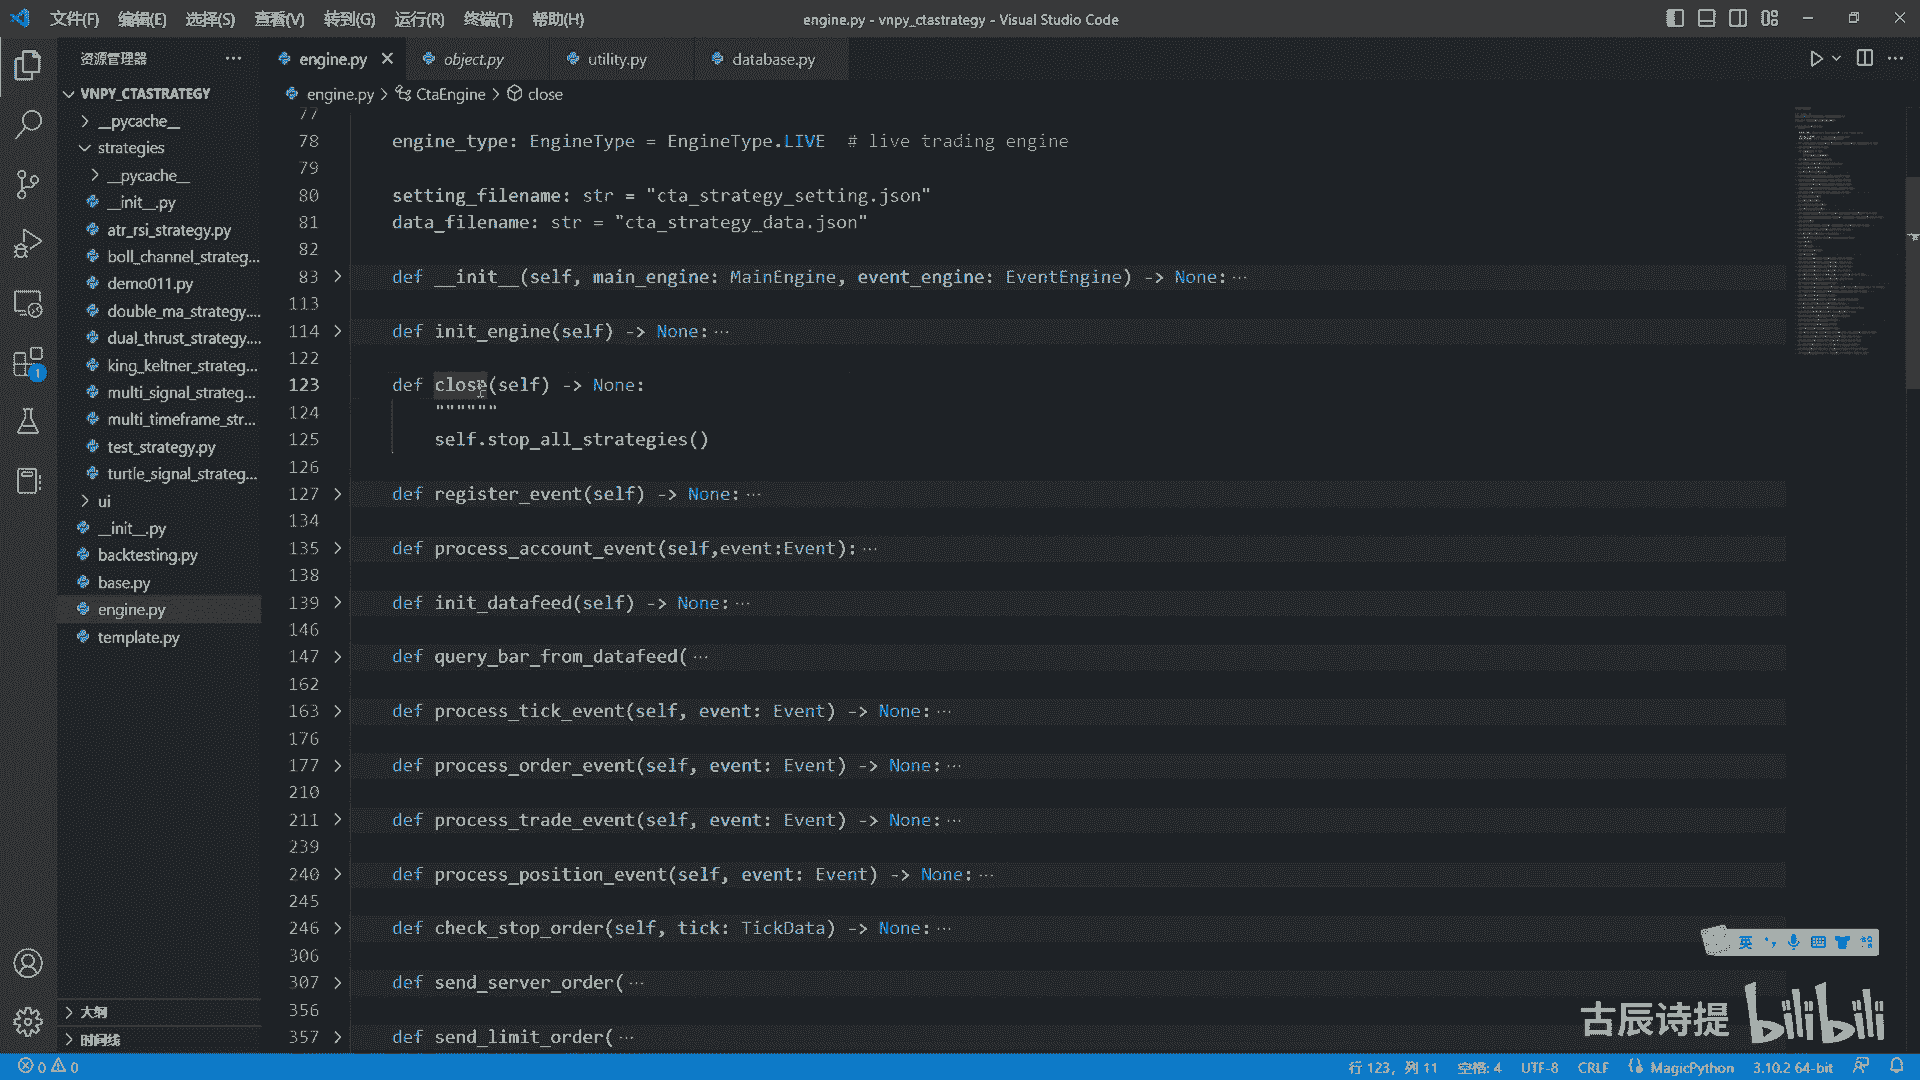 文件(F) 编辑(E) 选择(S) 查看(V) 转到(G) 运行(R) 终端(T) 帮助(H)
engine.py - vnpy_ctastrategy - Visual Studio Code
资源管理器
engine.py
object.py
utility.py
database.py
VNPY_CTASTRATEGY
__pycache__
strategies
__pycache__
__init__.py
atr_rsi_strategy.py
boll_channel_strateg...
demo011.py
double_ma_strategy....
dual_thrust_strategy....
king_keltner_strateg...
multi_signal_strateg...
multi_timeframe_str...
test_strategy.py
turtle_signal_strateg...
ui
__init__.py
backtesting.py
base.py
engine.py
template.py
大纲
时间线
1
engine.py > CtaEngine > close
77
78 engine_type: EngineType = EngineType.LIVE # live trading engine
79
80 setting_filename: str = "cta_strategy_setting.json"
81 data_filename: str = "cta_strategy_data.json"
82
83 def __init__(self, main_engine: MainEngine, event_engine: EventEngine) -> None:···
113
114 def init_engine(self) -> None:···
122
123 def close(self) -> None:
124 """"""
125 self.stop_all_strategies()
126
127 def register_event(self) -> None:···
134
135 def process_account_event(self,event:Event):···
138
139 def init_datafeed(self) -> None:···
146
147 def query_bar_from_datafeed(···
162
163 def process_tick_event(self, event: Event) -> None:···
176
177 def process_order_event(self, event: Event) -> None:···
210
211 def process_trade_event(self, event: Event) -> None:···
239
240 def process_position_event(self, event: Event) -> None:···
245
246 def check_stop_order(self, tick: TickData) -> None:···
306
307 def send_server_order(···
356
357 def send_limit_order(···
英
古辰诗提 bilibili
0 0
行 123，列 11 空格: 4 UTF-8 CRLF MagicPython 3.10.2 64-bit